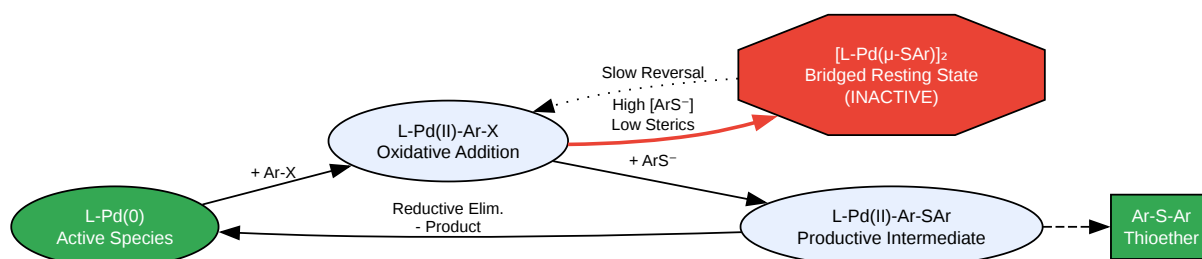 [L-Pd(μ-SAr)]₂
Bridged Resting State
(INACTIVE)
Slow Reversal
High [ArS⁻]
Low Sterics
L-Pd(II)-Ar-X
Oxidative Addition
+ Ar-X
+ ArS⁻
L-Pd(0)
Active Species
Reductive Elim.
- Product
L-Pd(II)-Ar-SAr
Productive Intermediate
Ar-S-Ar
Thioether